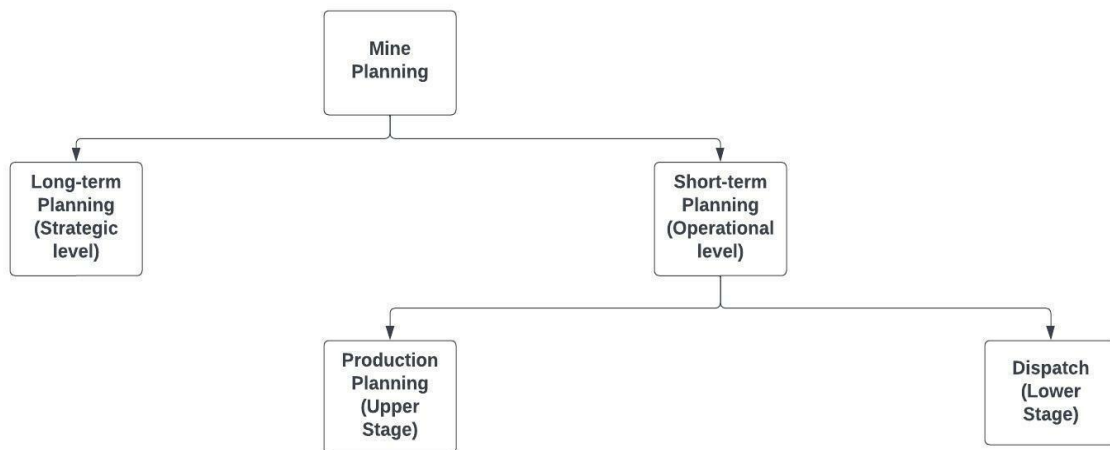 Mine
Planning
Long-term
Planning
(Strategic
level)
Short-term
Planning
(Operational
level)
Production
Planning
(Upper
Stage)
Dispatch
(Lower
Stage)